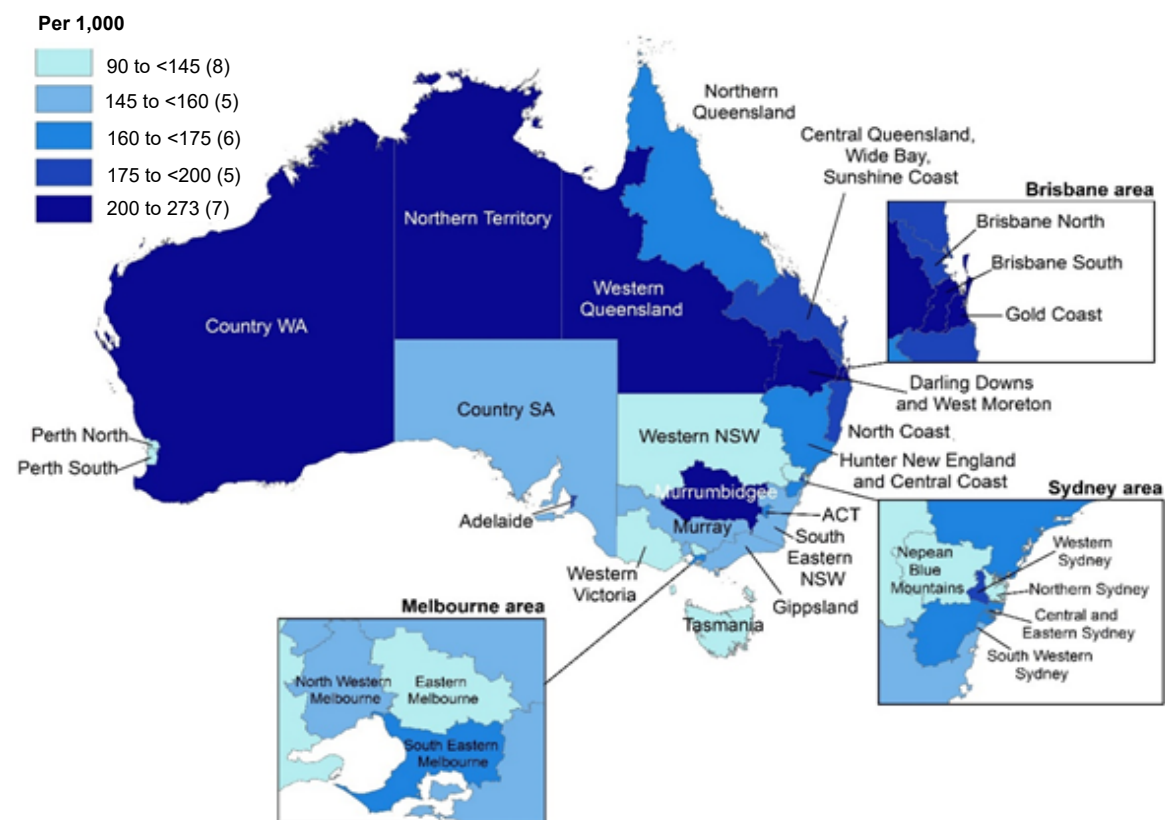 Per 1,000
90 to <145 (8)
145 to <160 (5)
160 to <175 (6)
175 to <200 (5)
200 to 273 (7)
Northern
Queensland
Central Queensland,
Wide Bay,
Sunshine Coast
Brisbane area
Brisbane North
Brisbane South
Gold Coast
Northern Territory
Western
Queensland
Country WA
Darling Downs
and West Moreton
Country SA
Perth North
Perth South
Western NSW
North Coast
Hunter New England
and Central Coast
Murrumbidgee
Adelaide
Murray
ACT
South
Eastern
NSW
Western
Victoria
Gippsland
Tasmania
Sydney area
Nepean
Blue
Mountains
Western
Sydney
Northern Sydney
Central and
Eastern Sydney
South Western
Sydney
Melbourne area
North Western
Melbourne
Eastern
Melbourne
South Eastern
Melbourne